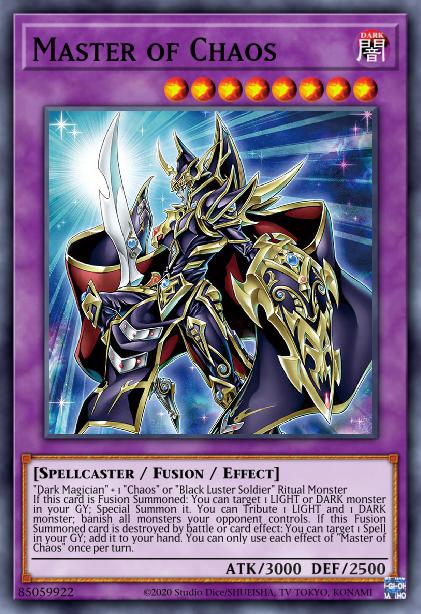 MASTER OF CHAOS
DARK
闇
[SPELLCASTER / FUSION / EFFECT]
"Dark Magician" + 1 "Chaos" or "Black Luster Soldier" Ritual Monster
If this card is Fusion Summoned: You can target 1 LIGHT or DARK monster
in your GY; Special Summon it. You can Tribute 1 LIGHT and 1 DARK
monster; banish all monsters your opponent controls. If this Fusion
Summoned card is destroyed by battle or card effect: You can target 1 Spell
in your GY; add it to your hand. You can only use each effect of "Master of
Chaos" once per turn.
ATK/3000 DEF/2500
85059922 ©2020 Studio Dice/SHUEISHA, TV TOKYO, KONAMI